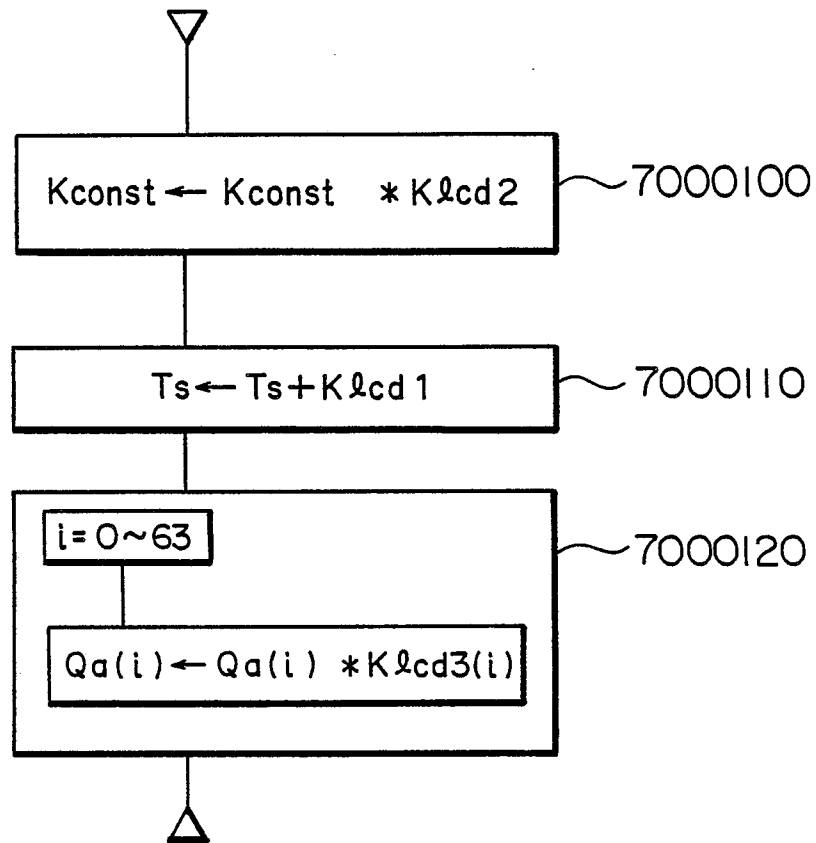 Kconst ← Kconst * Kℓcd2
7000100
Ts ← Ts + Kℓcd1
7000110
i = 0~63
7000120
Qa(i) ← Qa(i) * Kℓcd3(i)